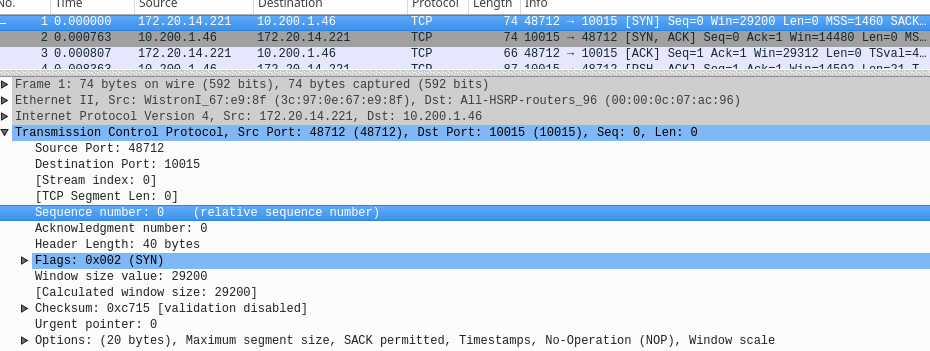 No. Time Source Destination Protocol Length Info
1 0.000000 172.20.14.221 10.200.1.46 TCP 74 48712 → 10015 [SYN] Seq=0 Win=29200 Len=0 MSS=1460 SACK…
2 0.000763 10.200.1.46 172.20.14.221 TCP 74 10015 → 48712 [SYN, ACK] Seq=0 Ack=1 Win=14480 Len=0 MS…
3 0.000807 172.20.14.221 10.200.1.46 TCP 66 48712 → 10015 [ACK] Seq=1 Ack=1 Win=29312 Len=0 TSval=4…
4 0.008363 10.200.1.46 172.20.14.221 TCP 87 10015 → 48712 [PSH, ACK] Seq=1 Ack=1 Win=14592 Len=21 T…
Frame 1: 74 bytes on wire (592 bits), 74 bytes captured (592 bits)
Ethernet II, Src: WistronI_67:e9:8f (3c:97:0e:67:e9:8f), Dst: All-HSRP-routers_96 (00:00:0c:07:ac:96)
Internet Protocol Version 4, Src: 172.20.14.221, Dst: 10.200.1.46
Transmission Control Protocol, Src Port: 48712 (48712), Dst Port: 10015 (10015), Seq: 0, Len: 0
Source Port: 48712
Destination Port: 10015
[Stream index: 0]
[TCP Segment Len: 0]
Sequence number: 0 (relative sequence number)
Acknowledgment number: 0
Header Length: 40 bytes
Flags: 0x002 (SYN)
Window size value: 29200
[Calculated window size: 29200]
Checksum: 0xc715 [validation disabled]
Urgent pointer: 0
Options: (20 bytes), Maximum segment size, SACK permitted, Timestamps, No-Operation (NOP), Window scale